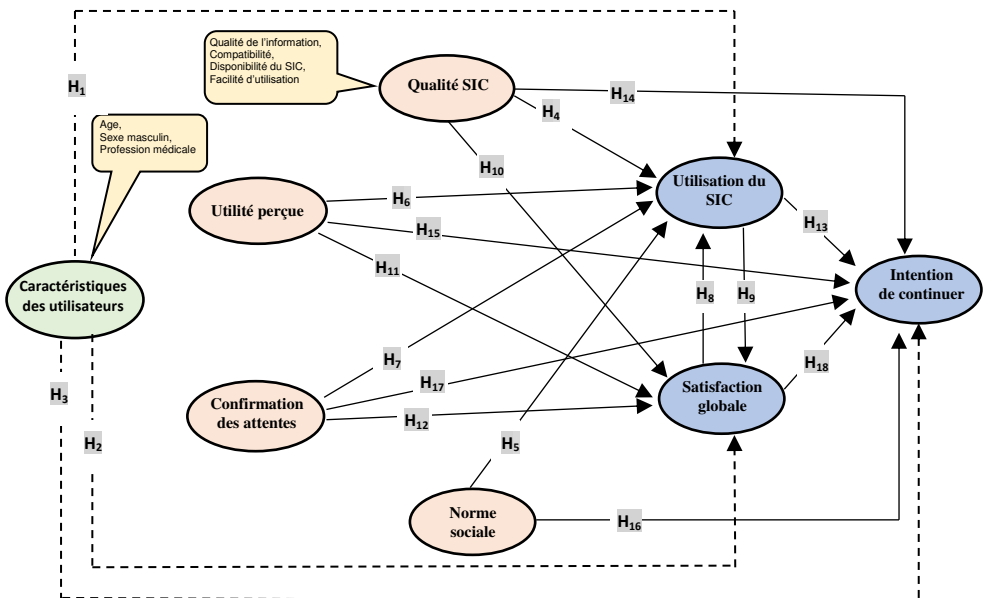 Qualité de l'information,
Compatibilité,
Disponibilité du SIC,
Facilité d'utilisation
Qualité SIC
H₁
H₁₄
H₄
Age,
Sexe masculin,
Profession médicale
H₁₀
Utilisation du
SIC
Utilité perçue
H₆
H₁₅
H₁₃
H₁₁
Caractéristiques
des utilisateurs
Intention
de continuer
H₈
H₉
H₇
H₁₇
H₁₈
H₃
Confirmation
des attentes
H₁₂
Satisfaction
globale
H₂
H₅
Norme
sociale
H₁₆